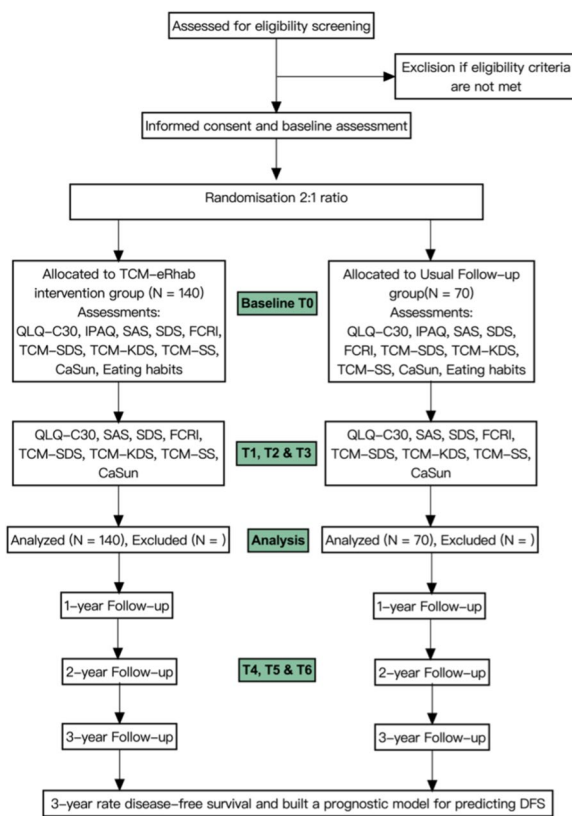 Assessed for eligibility screening
Exclision if eligibility criteria
are not met
Informed consent and baseline assessment
Randomisation 2:1 ratio
Allocated to TCM-eRhab
intervention group (N = 140)
Assessments:
QLQ-C30, IPAQ, SAS, SDS, FCRI,
TCM-SDS, TCM-KDS, TCM-SS,
CaSun, Eating habits
Baseline T0
Allocated to Usual Follow-up
group(N = 70)
Assessments:
QLQ-C30, IPAQ, SAS, SDS,
FCRI, TCM-SDS, TCM-KDS,
TCM-SS, CaSun, Eating habits
QLQ-C30, SAS, SDS, FCRI,
TCM-SDS, TCM-KDS, TCM-SS,
CaSun
T1, T2 & T3
QLQ-C30, SAS, SDS, FCRI,
TCM-SDS, TCM-KDS, TCM-SS,
CaSun
Analyzed (N = 140), Excluded (N = )
Analysis
Analyzed (N = 70), Excluded (N = )
1-year Follow-up
1-year Follow-up
2-year Follow-up
T4, T5 & T6
2-year Follow-up
3-year Follow-up
3-year Follow-up
3-year rate disease-free survival and built a prognostic model for predicting DFS